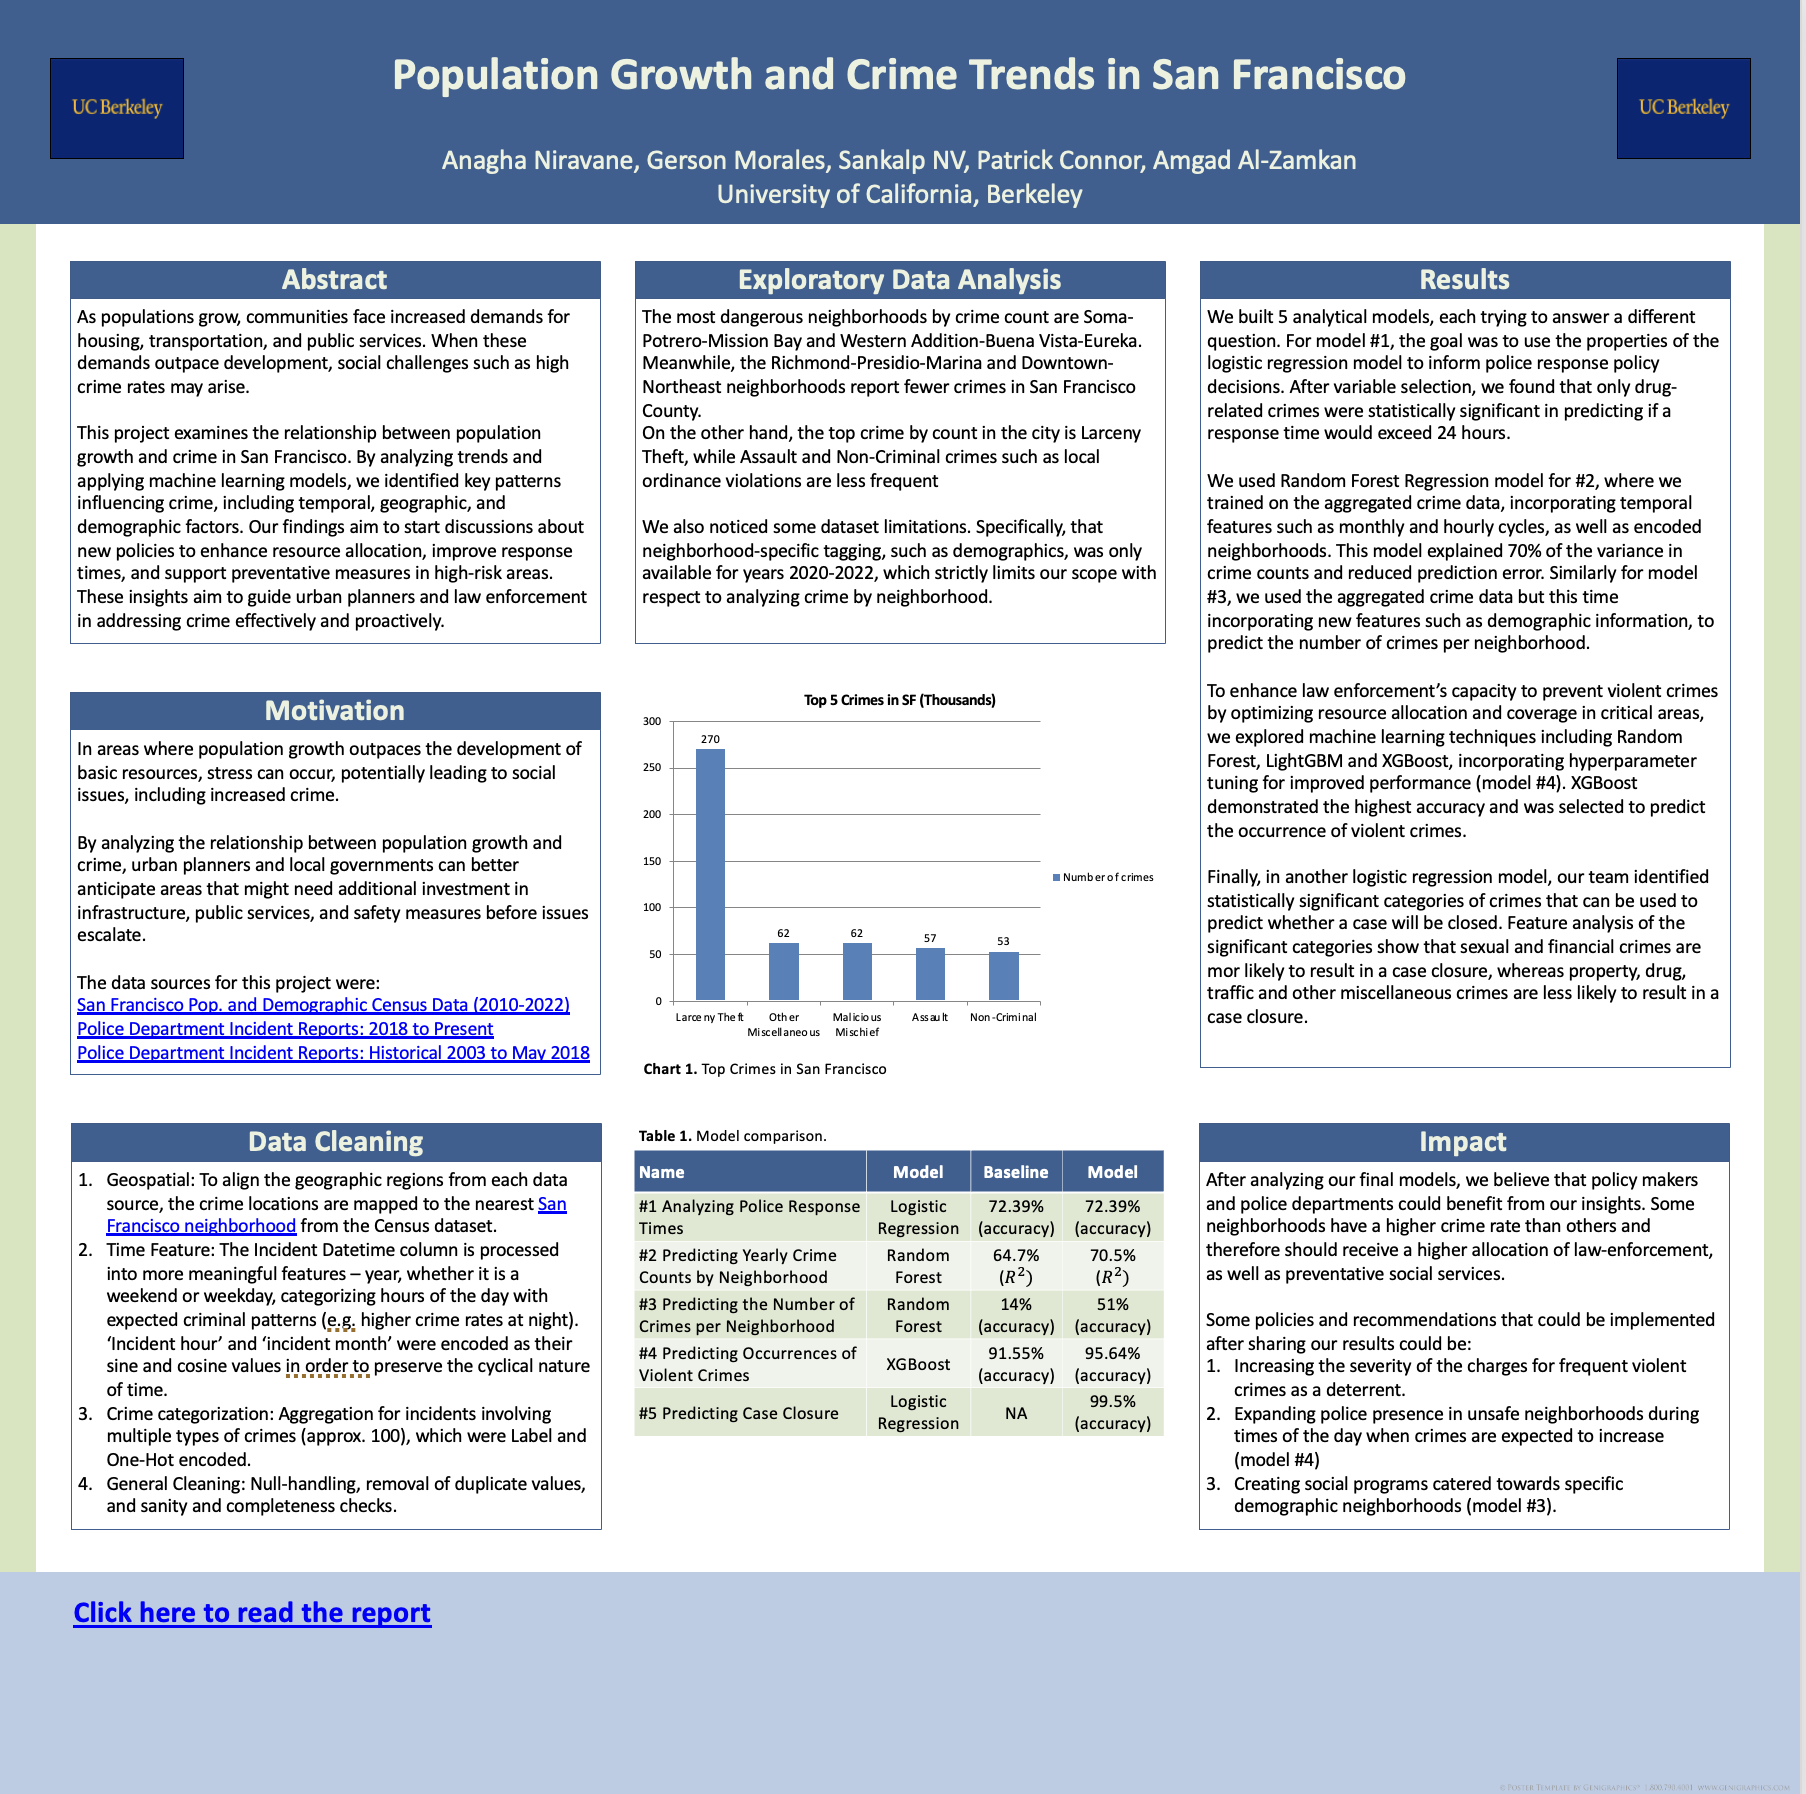 Population Growth and Crime Trends in San Francisco
UC Berkeley
UC Berkeley
Anagha Niravane, Gerson Morales, Sankalp NV, Patrick Connor, Amgad Al-Zamkan
University of California, Berkeley
Abstract
As populations grow, communities face increased demands for
housing, transportation, and public services. When these
demands outpace development, social challenges such as high
crime rates may arise.
This project examines the relationship between population
growth and crime in San Francisco. By analyzing trends and
applying machine learning models, we identified key patterns
influencing crime, including temporal, geographic, and
demographic factors. Our findings aim to start discussions about
new policies to enhance resource allocation, improve response
times, and support preventative measures in high-risk areas.
These insights aim to guide urban planners and law enforcement
in addressing crime effectively and proactively.
Motivation
In areas where population growth outpaces the development of
basic resources, stress can occur, potentially leading to social
issues, including increased crime.
By analyzing the relationship between population growth and
crime, urban planners and local governments can better
anticipate areas that might need additional investment in
infrastructure, public services, and safety measures before issues
escalate.
The data sources for this project were:
San Francisco Pop. and Demographic Census Data (2010-2022)
Police Department Incident Reports: 2018 to Present
Police Department Incident Reports: Historical 2003 to May 2018
Data Cleaning
1. Geospatial: To align the geographic regions from each data
source, the crime locations are mapped to the nearest San
Francisco neighborhood from the Census dataset.
2. Time Feature: The Incident Datetime column is processed
into more meaningful features – year, whether it is a
weekend or weekday, categorizing hours of the day with
expected criminal patterns (e.g. higher crime rates at night).
‘Incident hour’ and ‘incident month’ were encoded as their
sine and cosine values in order to preserve the cyclical nature
of time.
3. Crime categorization: Aggregation for incidents involving
multiple types of crimes (approx. 100), which were Label and
One-Hot encoded.
4. General Cleaning: Null-handling, removal of duplicate values,
and sanity and completeness checks.
Exploratory Data Analysis
The most dangerous neighborhoods by crime count are Soma-
Potrero-Mission Bay and Western Addition-Buena Vista-Eureka.
Meanwhile, the Richmond-Presidio-Marina and Downtown-
Northeast neighborhoods report fewer crimes in San Francisco
County.
On the other hand, the top crime by count in the city is Larceny
Theft, while Assault and Non-Criminal crimes such as local
ordinance violations are less frequent
We also noticed some dataset limitations. Specifically, that
neighborhood-specific tagging, such as demographics, was only
available for years 2020-2022, which strictly limits our scope with
respect to analyzing crime by neighborhood.
Top 5 Crimes in SF (Thousands)
300
250
200
150
100
50
0
270
62
62
57
53
Larceny Theft
Other Miscellaneous
Malicious Mischief
Assault
Non-Criminal
Number of crimes
Chart 1. Top Crimes in San Francisco
Table 1. Model comparison.
Name Model Baseline Model
#1 Analyzing Police Response Times Logistic Regression 72.39% (accuracy) 72.39% (accuracy)
#2 Predicting Yearly Crime Counts by Neighborhood Random Forest 64.7% (R²) 70.5% (R²)
#3 Predicting the Number of Crimes per Neighborhood Random Forest 14% (accuracy) 51% (accuracy)
#4 Predicting Occurrences of Violent Crimes XGBoost 91.55% (accuracy) 95.64% (accuracy)
#5 Predicting Case Closure Logistic Regression NA 99.5% (accuracy)
Results
We built 5 analytical models, each trying to answer a different
question. For model #1, the goal was to use the properties of the
logistic regression model to inform police response policy
decisions. After variable selection, we found that only drug-
related crimes were statistically significant in predicting if a
response time would exceed 24 hours.
We used Random Forest Regression model for #2, where we
trained on the aggregated crime data, incorporating temporal
features such as monthly and hourly cycles, as well as encoded
neighborhoods. This model explained 70% of the variance in
crime counts and reduced prediction error. Similarly for model
#3, we used the aggregated crime data but this time
incorporating new features such as demographic information, to
predict the number of crimes per neighborhood.
To enhance law enforcement’s capacity to prevent violent crimes
by optimizing resource allocation and coverage in critical areas,
we explored machine learning techniques including Random
Forest, LightGBM and XGBoost, incorporating hyperparameter
tuning for improved performance (model #4). XGBoost
demonstrated the highest accuracy and was selected to predict
the occurrence of violent crimes.
Finally, in another logistic regression model, our team identified
statistically significant categories of crimes that can be used to
predict whether a case will be closed. Feature analysis of the
significant categories show that sexual and financial crimes are
mor likely to result in a case closure, whereas property, drug,
traffic and other miscellaneous crimes are less likely to result in a
case closure.
Impact
After analyzing our final models, we believe that policy makers
and police departments could benefit from our insights. Some
neighborhoods have a higher crime rate than others and
therefore should receive a higher allocation of law-enforcement,
as well as preventative social services.
Some policies and recommendations that could be implemented
after sharing our results could be:
1. Increasing the severity of the charges for frequent violent
crimes as a deterrent.
2. Expanding police presence in unsafe neighborhoods during
times of the day when crimes are expected to increase
(model #4)
3. Creating social programs catered towards specific
demographic neighborhoods (model #3).
Click here to read the report
© Poster Template by Genigraphics® 1.800.790.4001 www.genigraphics.com